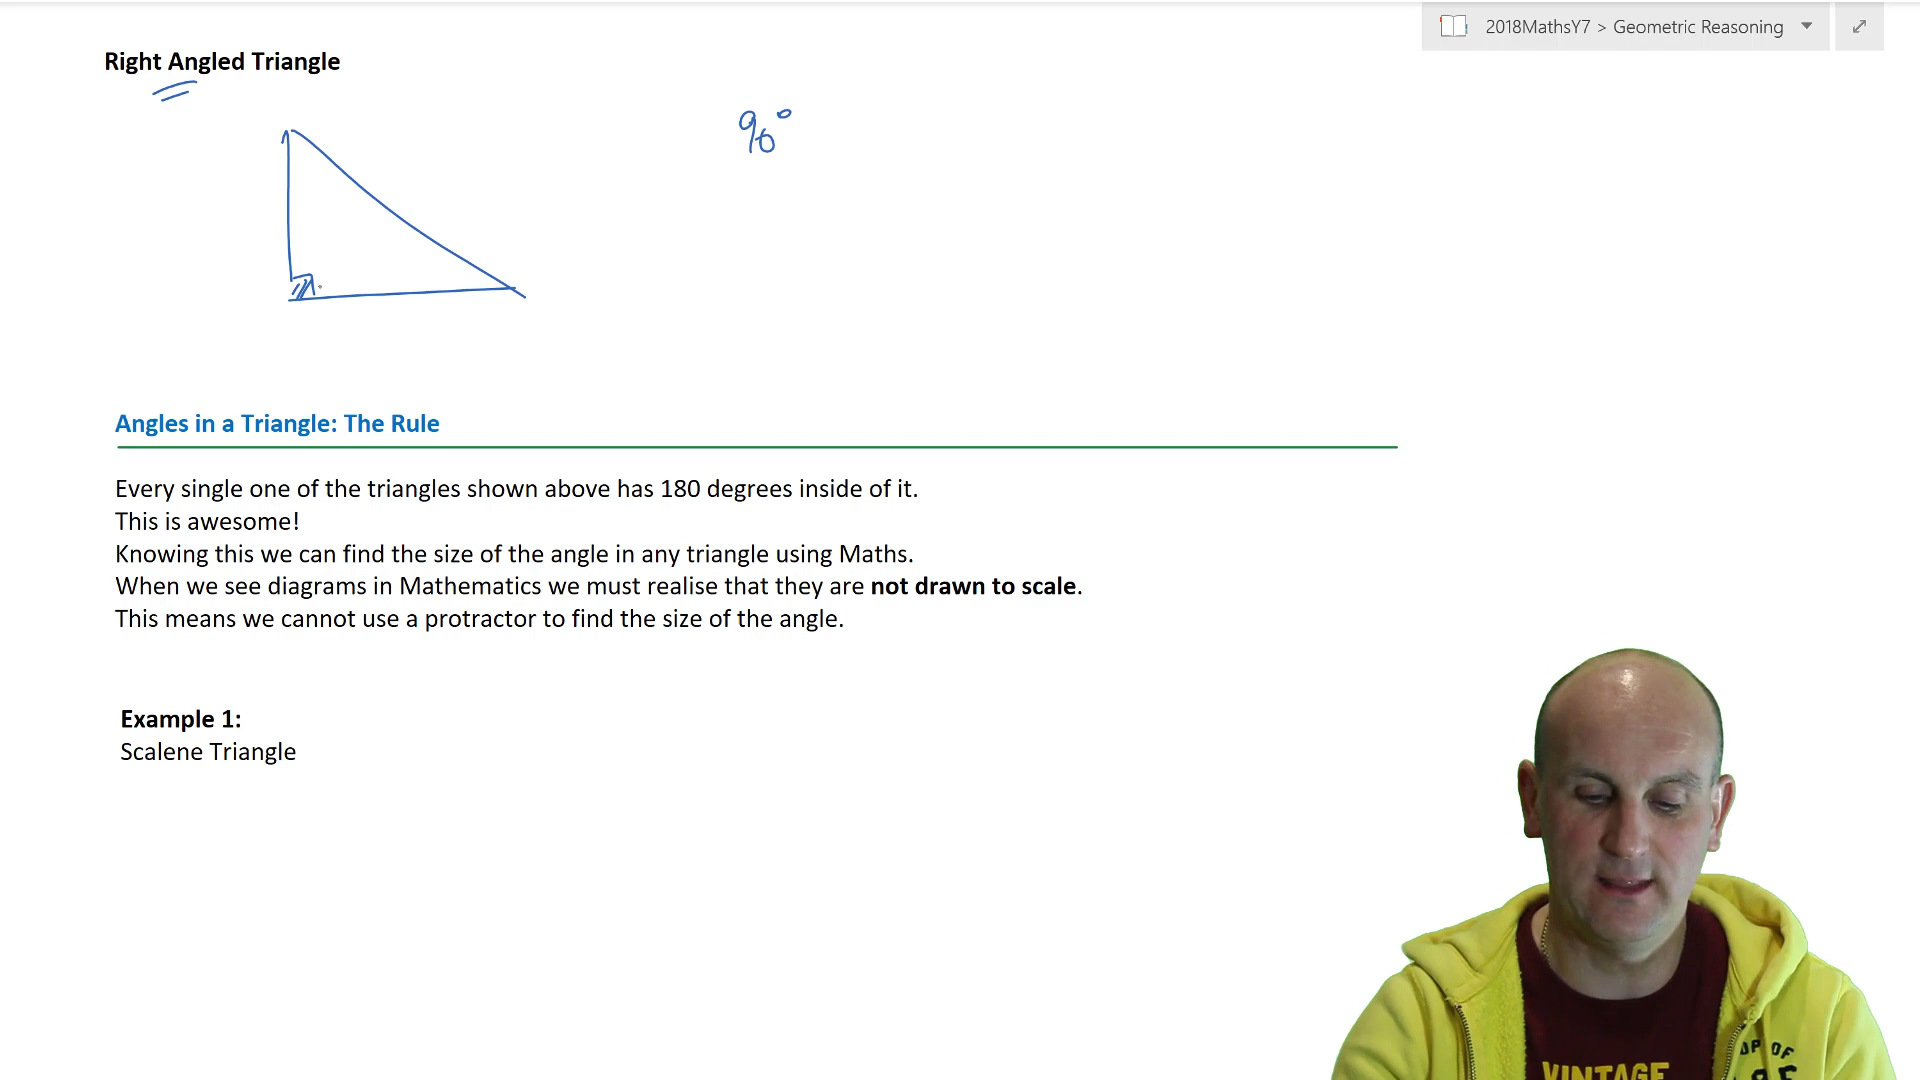 2018MathsY7 > Geometric Reasoning
Right Angled Triangle
90°
Angles in a Triangle: The Rule
Every single one of the triangles shown above has 180 degrees inside of it.
This is awesome!
Knowing this we can find the size of the angle in any triangle using Maths.
When we see diagrams in Mathematics we must realise that they are not drawn to scale.
This means we cannot use a protractor to find the size of the angle.
Example 1:
Scalene Triangle
OF
VINTAGE